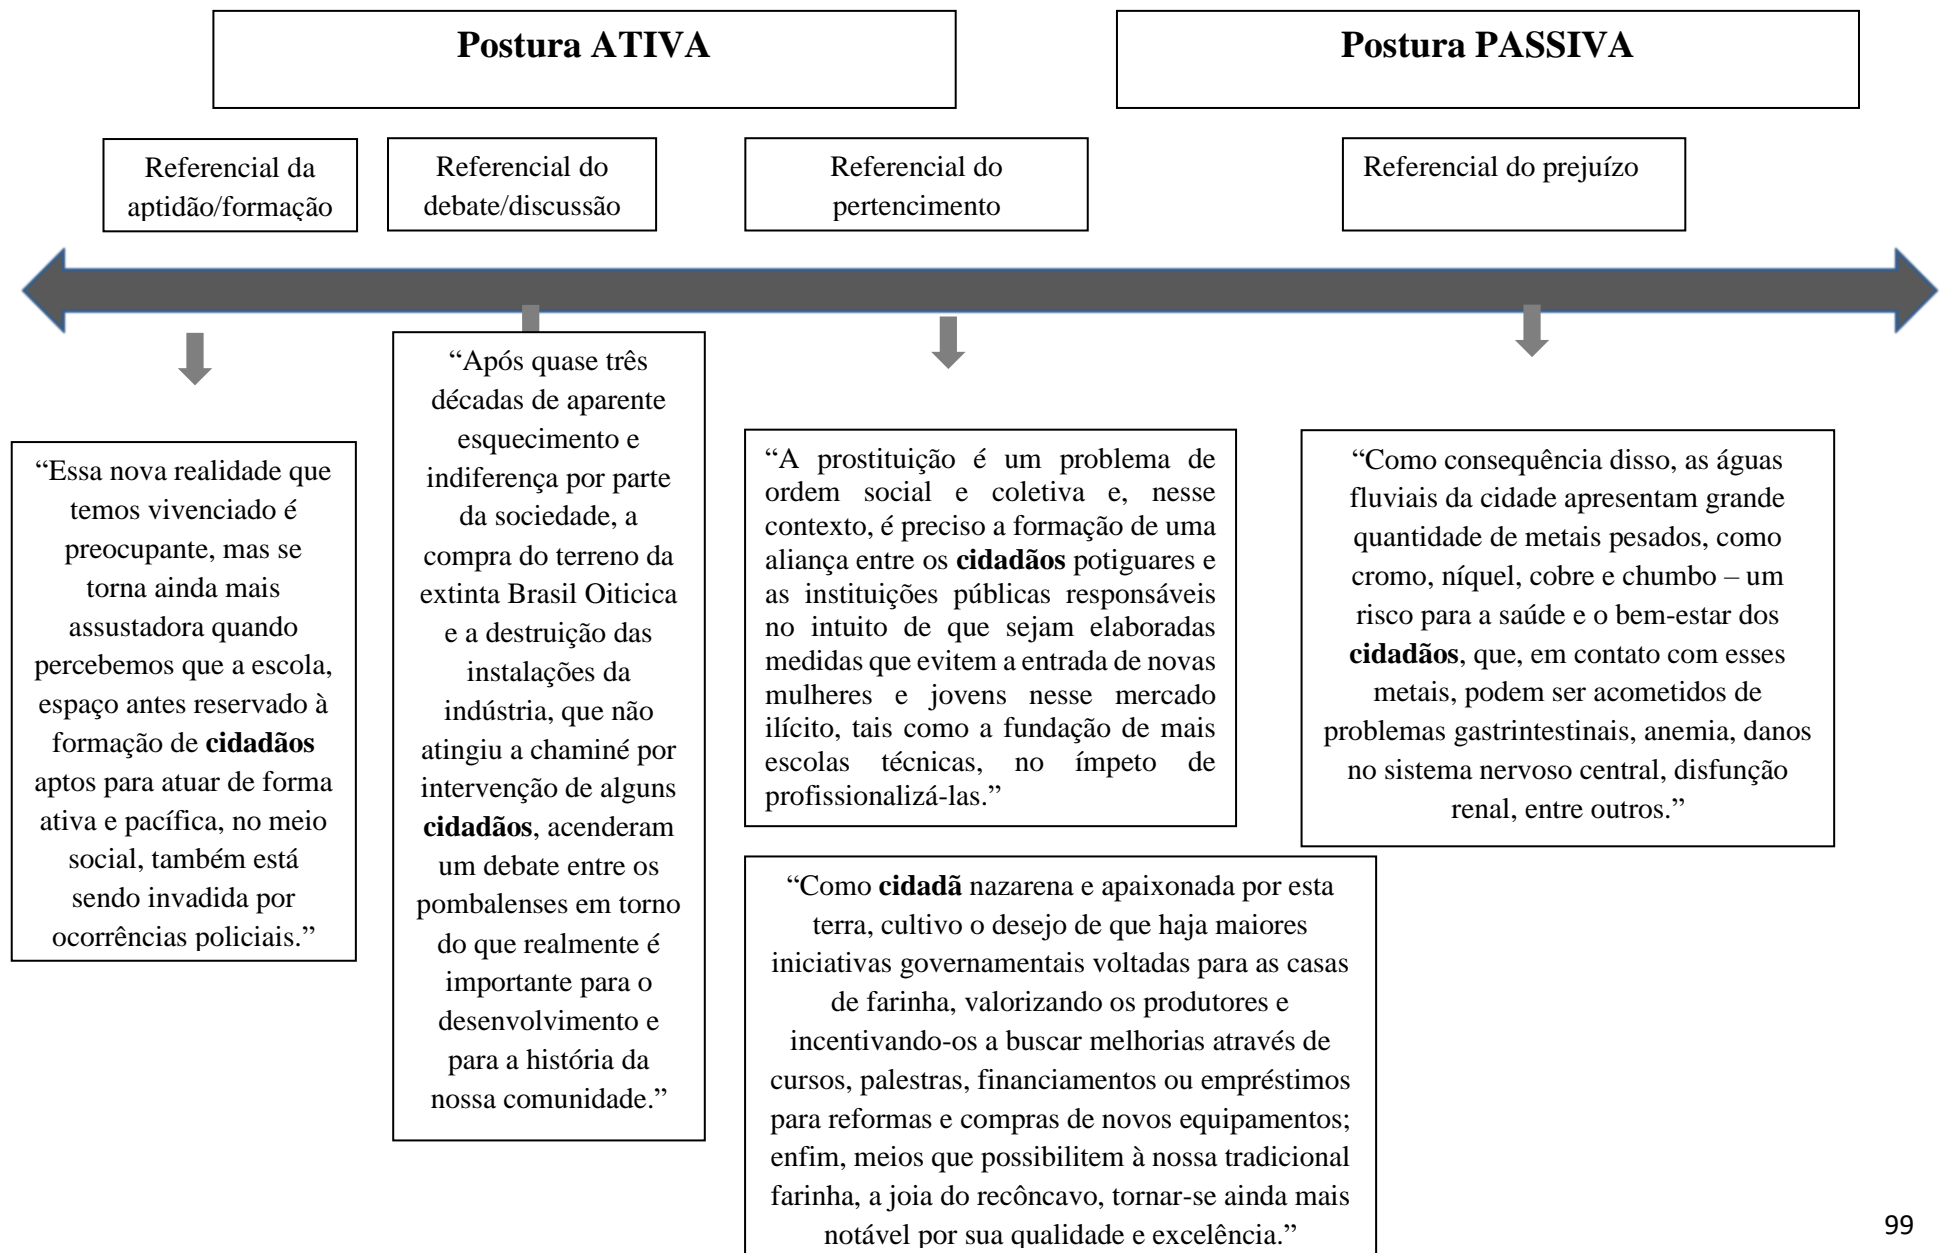 Postura ATIVA
Postura PASSIVA
Referencial da
aptidão/formação
Referencial do
debate/discussão
Referencial do
pertencimento
Referencial do prejuízo
“Essa nova realidade que
temos vivenciado é
preocupante, mas se
torna ainda mais
assustadora quando
percebemos que a escola,
espaço antes reservado à
formação de cidadãos
aptos para atuar de forma
ativa e pacífica, no meio
social, também está
sendo invadida por
ocorrências policiais.”
“Após quase três
décadas de aparente
esquecimento e
indiferença por parte
da sociedade, a
compra do terreno da
extinta Brasil Oiticica
e a destruição das
instalações da
indústria, que não
atingiu a chaminé por
intervenção de alguns
cidadãos, acenderam
um debate entre os
pombalenses em torno
do que realmente é
importante para o
desenvolvimento e
para a história da
nossa comunidade.”
“A prostituição é um problema de
ordem social e coletiva e, nesse
contexto, é preciso a formação de uma
aliança entre os cidadãos potiguares e
as instituições públicas responsáveis
no intuito de que sejam elaboradas
medidas que evitem a entrada de novas
mulheres e jovens nesse mercado
ilícito, tais como a fundação de mais
escolas técnicas, no ímpeto de
profissionalizá-las.”
“Como cidadã nazarena e apaixonada por esta
terra, cultivo o desejo de que haja maiores
iniciativas governamentais voltadas para as casas
de farinha, valorizando os produtores e
incentivando-os a buscar melhorias através de
cursos, palestras, financiamentos ou empréstimos
para reformas e compras de novos equipamentos;
enfim, meios que possibilitem à nossa tradicional
farinha, a joia do recôncavo, tornar-se ainda mais
notável por sua qualidade e excelência.”
“Como consequência disso, as águas
fluviais da cidade apresentam grande
quantidade de metais pesados, como
cromo, níquel, cobre e chumbo – um
risco para a saúde e o bem-estar dos
cidadãos, que, em contato com esses
metais, podem ser acometidos de
problemas gastrintestinais, anemia, danos
no sistema nervoso central, disfunção
renal, entre outros.”
99